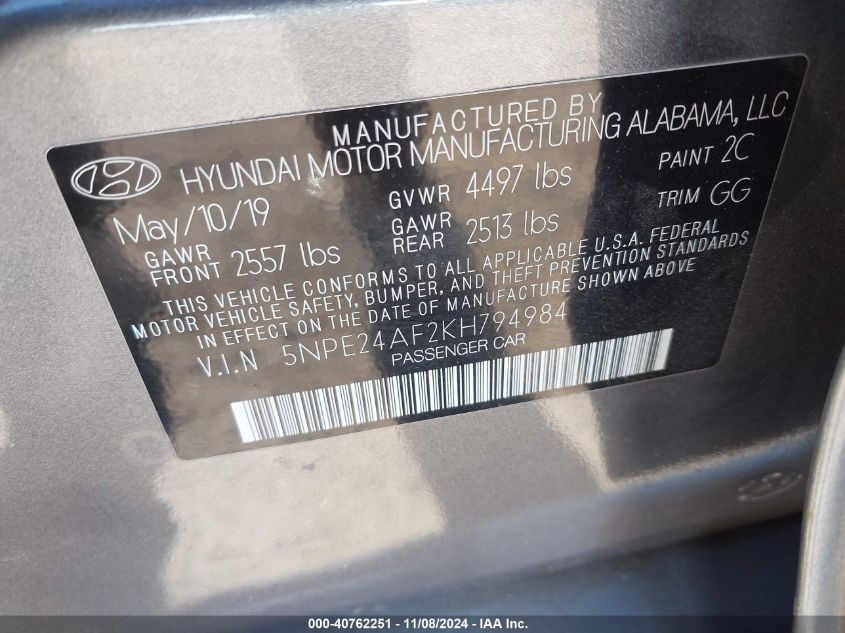 MANUFACTURED BY
HYUNDAI MOTOR MANUFACTURING ALABAMA, LLC
May/10/19 GVWR 4497 lbs PAINT 2C
GAWR FRONT 2557 lbs GAWR REAR 2513 lbs TRIM GG
THIS VEHICLE CONFORMS TO ALL APPLICABLE U.S.A. FEDERAL
MOTOR VEHICLE SAFETY, BUMPER, AND THEFT PREVENTION STANDARDS
IN EFFECT ON THE DATE OF MANUFACTURE SHOWN ABOVE
V.I.N 5NPE24AF2KH794984
PASSENGER CAR
000-40762251 - 11/08/2024 - IAA Inc.